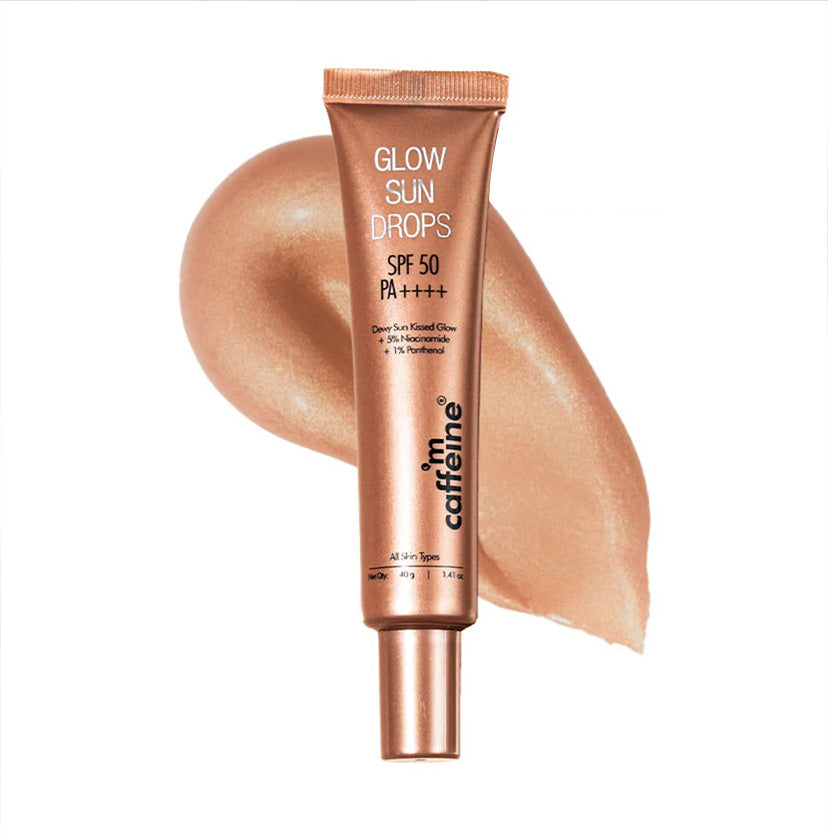 GLOW
SUN
DROPS
SPF 50
PA++++
Dewy Sun Kissed Glow
+ 5% Niacinamide
+ 1% Panthenol
'm
caffeine®
All Skin Types
Net Qty: 40 g | 1.41 oz.